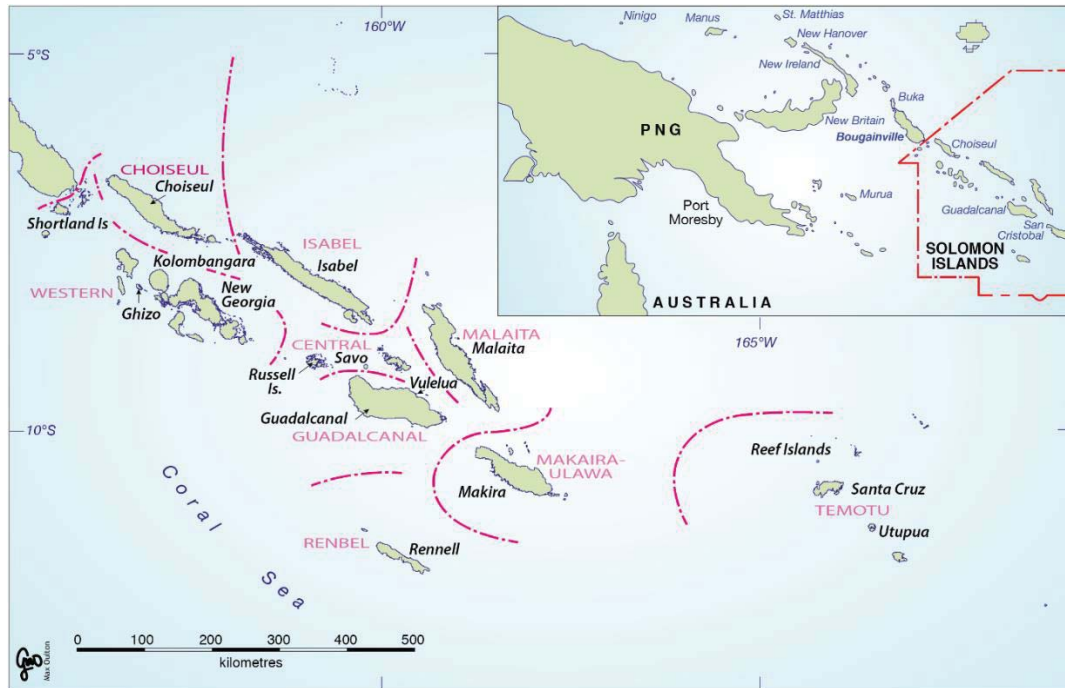 160°W
5°S
CHOISEUL
Choiseul
Shortland Is
ISABEL
Isabel
Kolombangara
New
Georgia
WESTERN
Ghizo
CENTRAL
Savo
MALAITA
Malaita
Russell
Is.
Vulelua
Guadalcanal
GUADALCANAL
10°S
165°W
MAKAIRA-
ULAWA
Makira
Reef Islands
Santa Cruz
TEMOTU
Utupua
RENBEL
Rennell
Coral
Sea
0 100 200 300 400 500
kilometres
Max Oulton
Ninigo
Manus
St. Matthias
New Hanover
New Ireland
Buka
New Britain
Bougainville
PNG
Choiseul
Port
Moresby
Murua
Guadalcanal
San
Cristobal
SOLOMON
ISLANDS
AUSTRALIA